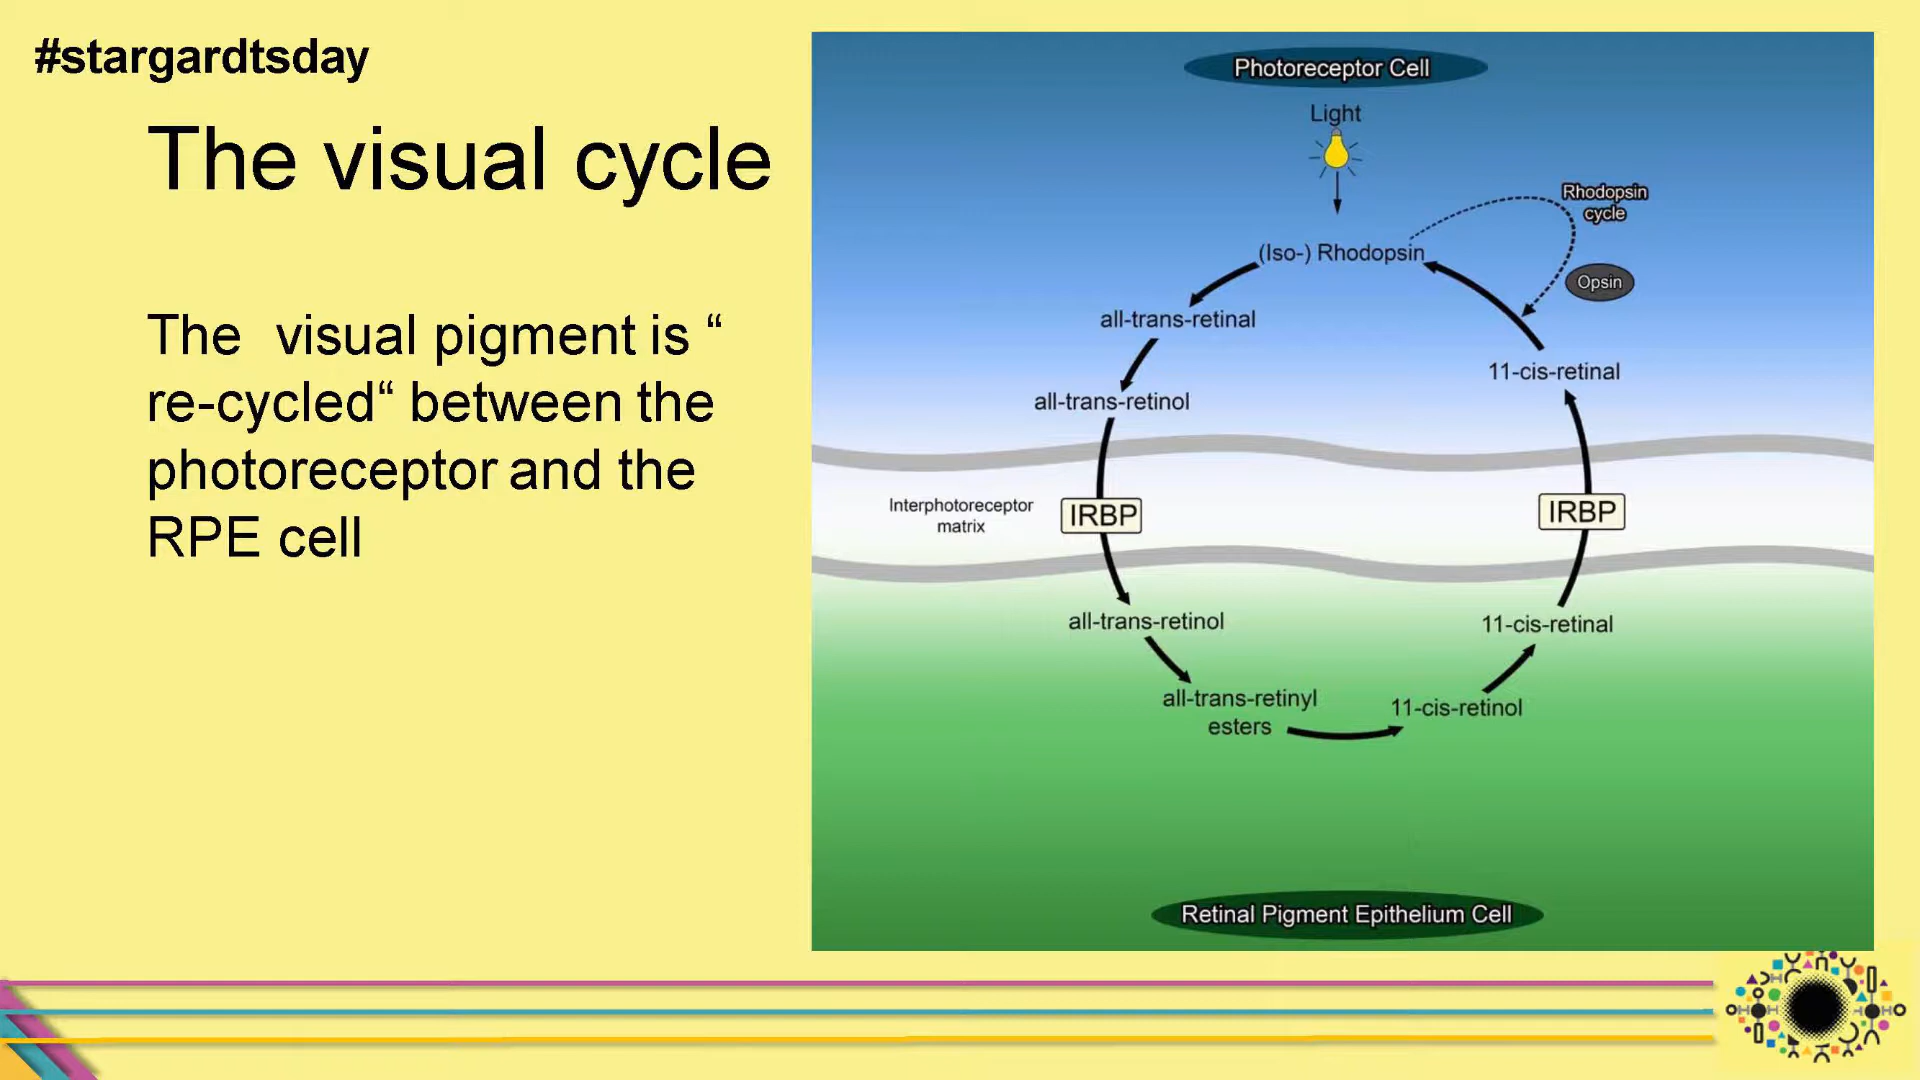 #stargardtsday
The visual cycle
The visual pigment is “
re-cycled“ between the
photoreceptor and the
RPE cell
Photoreceptor Cell
Light
Rhodopsin
cycle
(Iso-) Rhodopsin
Opsin
all-trans-retinal
11-cis-retinal
all-trans-retinol
Interphotoreceptor
matrix
IRBP
IRBP
all-trans-retinol
11-cis-retinal
all-trans-retinyl
esters
11-cis-retinol
Retinal Pigment Epithelium Cell